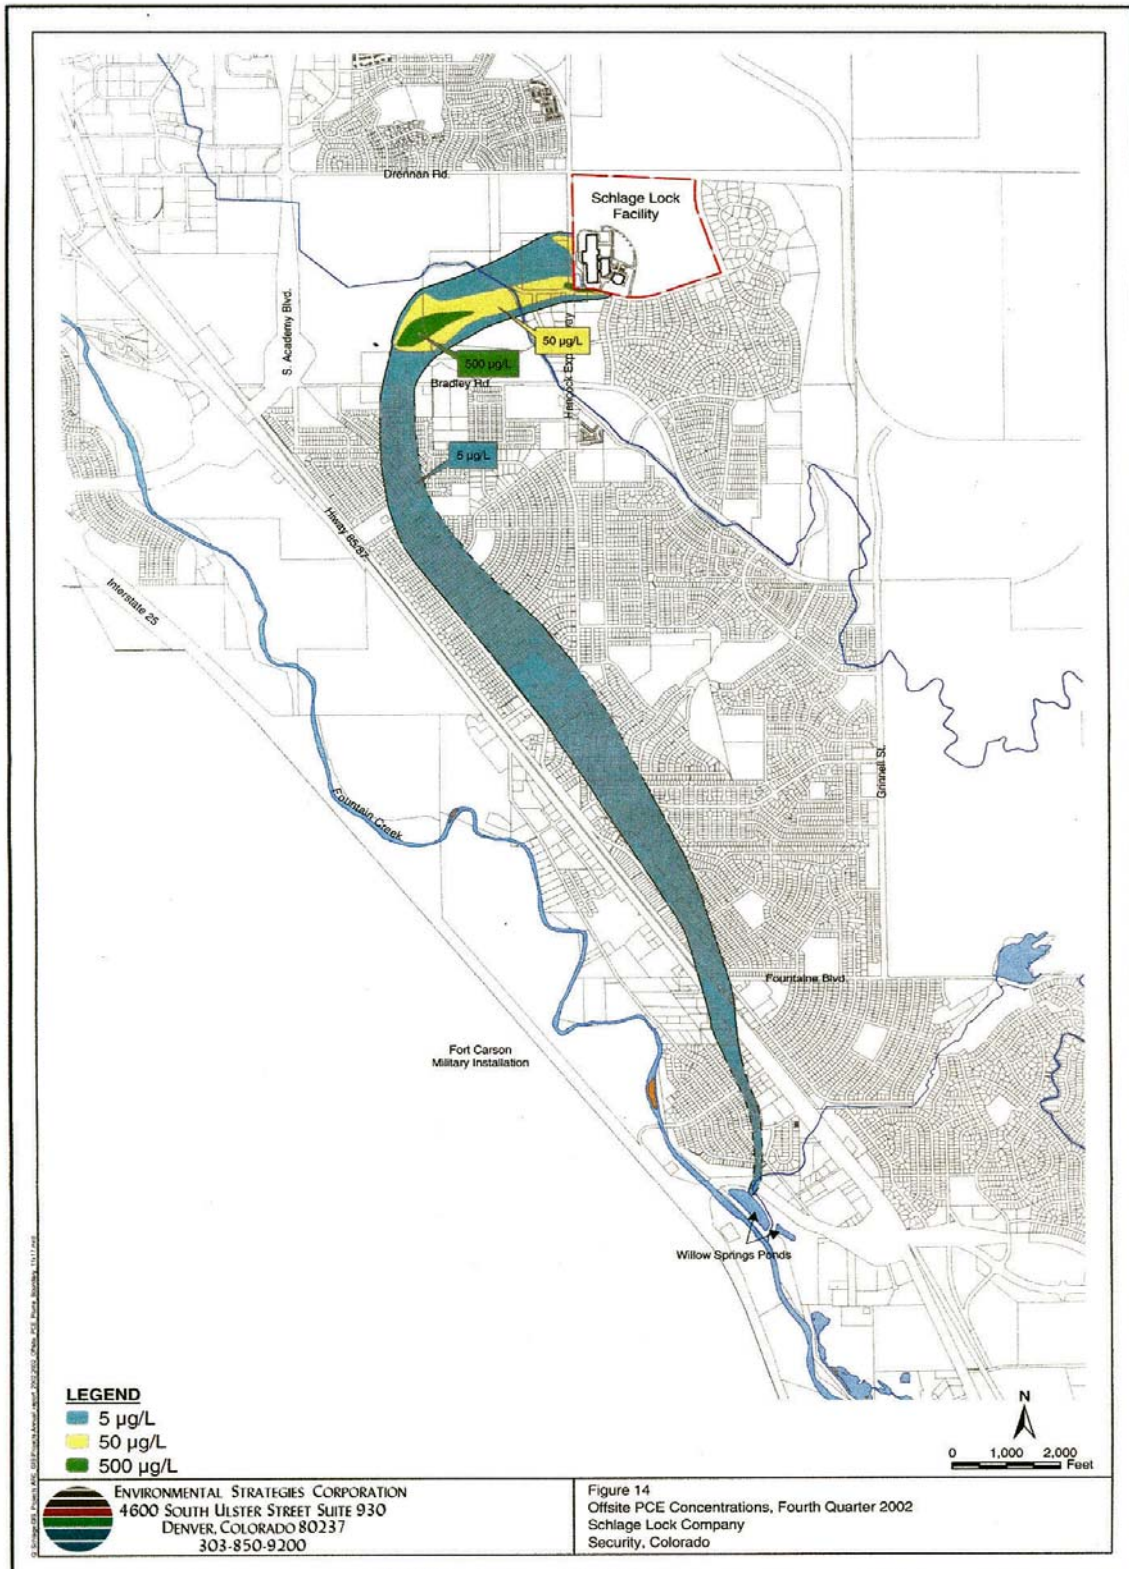 Drennan Rd.
Schlage Lock
Facility
S. Academy Blvd.
50 µg/L
500 µg/L
Bradley Rd.
5 µg/L
Hiway 85/87
Interstate 25
Grinnell St.
Fountain Creek
Fountaine Blvd.
Fort Carson
Military Installation
Willow Springs Ponds
LEGEND
5 µg/L
50 µg/L
500 µg/L
N
0 1,000 2,000
Feet
ENVIRONMENTAL STRATEGIES CORPORATION
4600 SOUTH ULSTER STREET SUITE 930
DENVER, COLORADO 80237
303-850-9200
Figure 14
Offsite PCE Concentrations, Fourth Quarter 2002
Schlage Lock Company
Security, Colorado